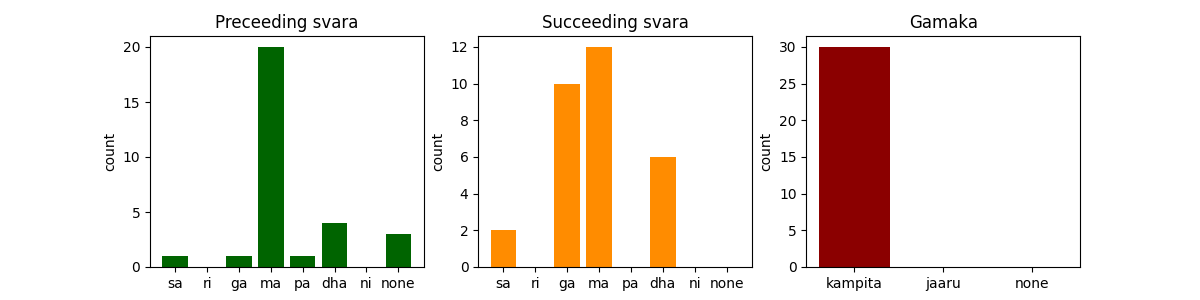 Preceeding svara
20
15
10
5
0
count
sa ri ga ma pa dha ni none
Succeeding svara
12
10
8
6
4
2
0
count
sa ri ga ma pa dha ni none
Gamaka
30
25
20
15
10
5
0
count
kampita jaaru none